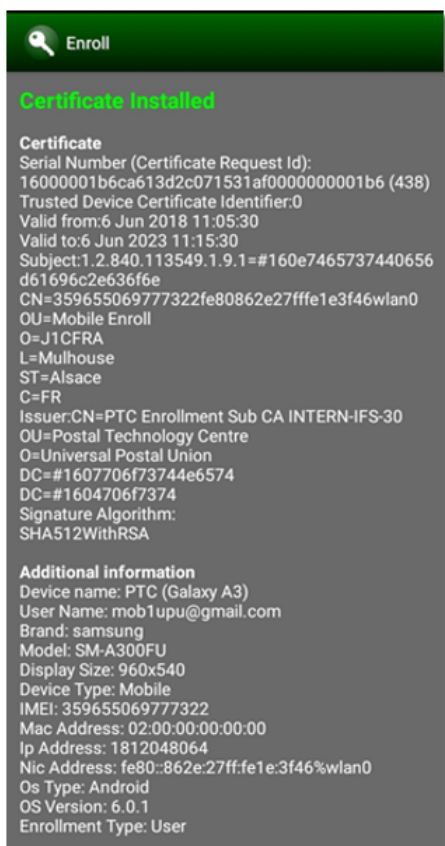 Enroll
Certificate Installed
Certificate
Serial Number (Certificate Request Id):
16000001b6ca613d2c071531af0000000001b6 (438)
Trusted Device Certificate Identifier:0
Valid from:6 Jun 2018 11:05:30
Valid to:6 Jun 2023 11:15:30
Subject:1.2.840.113549.1.9.1=#160e7465737440656
d61696c2e636f6e
CN=359655069777322fe80862e27fffe1e3f46wlan0
OU=Mobile Enroll
O=J1CFRA
L=Mulhouse
ST=Alsace
C=FR
Issuer:CN=PTC Enrollment Sub CA INTERN-IFS-30
OU=Postal Technology Centre
O=Universal Postal Union
DC=#1607706f73744e6574
DC=#1604706f7374
Signature Algorithm:
SHA512WithRSA
Additional information
Device name: PTC (Galaxy A3)
User Name: mob1upu@gmail.com
Brand: samsung
Model: SM-A300FU
Display Size: 960x540
Device Type: Mobile
IMEI: 359655069777322
Mac Address: 02:00:00:00:00:00
Ip Address: 1812048064
Nic Address: fe80::862e:27ff:fe1e:3f46%wlan0
Os Type: Android
OS Version: 6.0.1
Enrollment Type: User